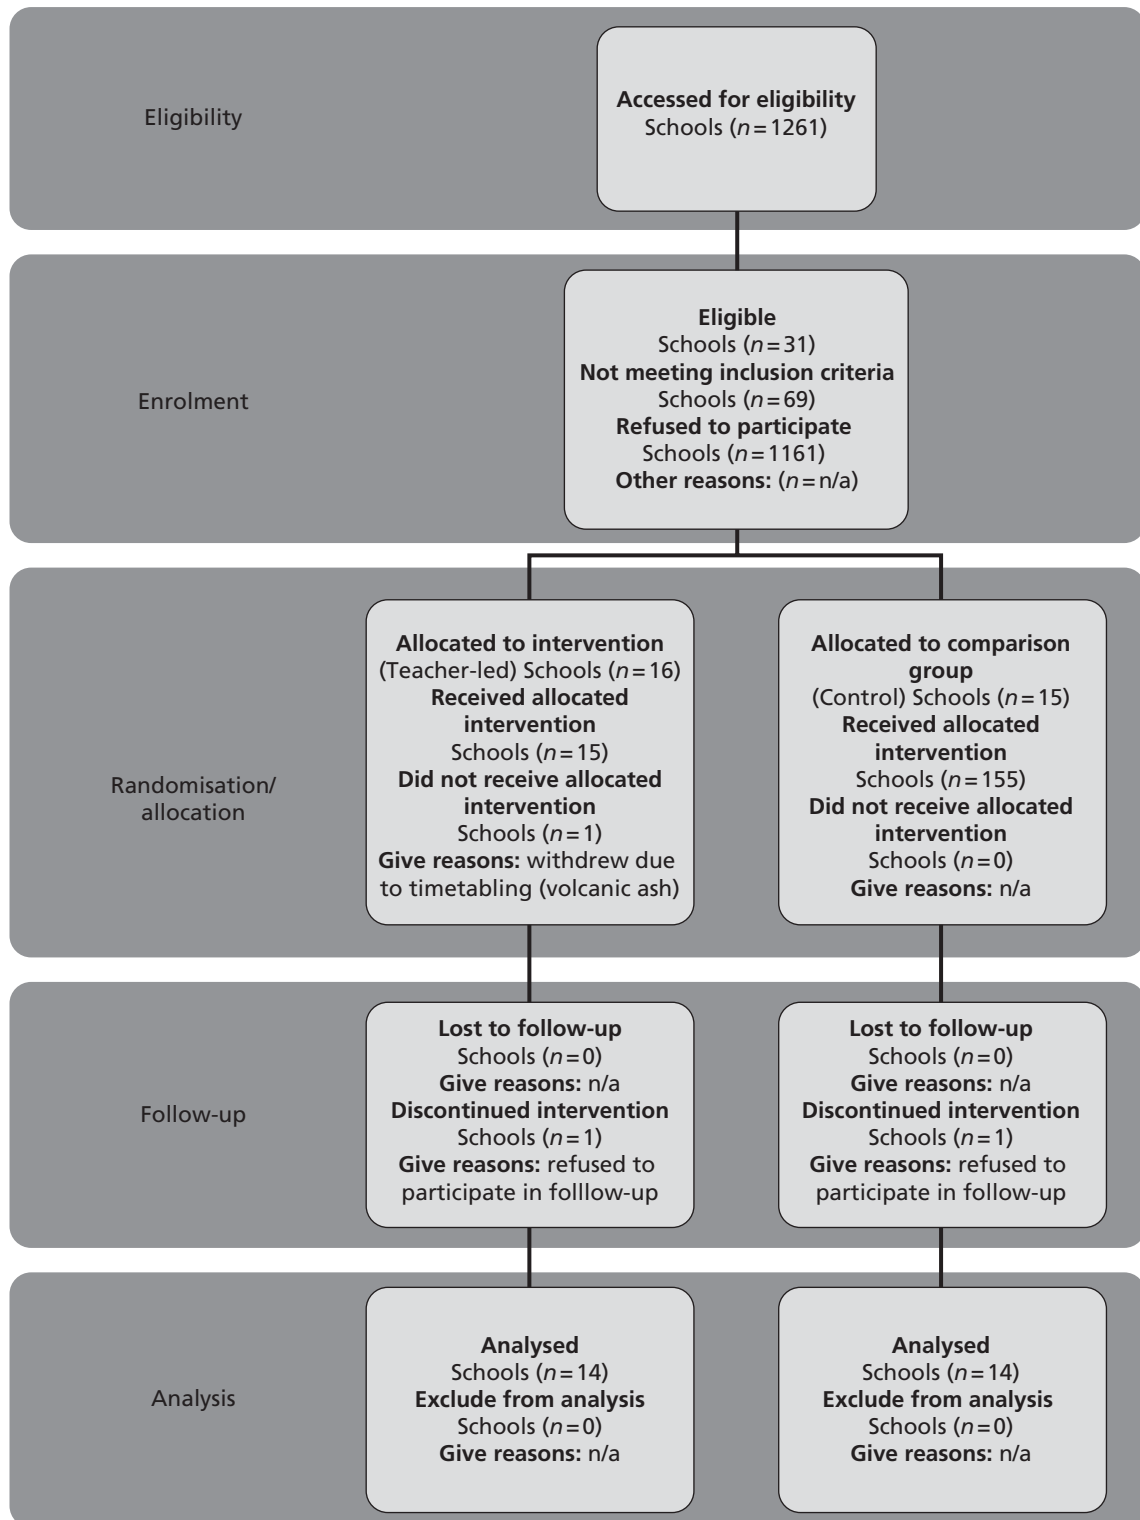 Eligibility
Accessed for eligibility
Schools (n=1261)
Enrolment
Eligible
Schools (n=31)
Not meeting inclusion criteria
Schools (n=69)
Refused to participate
Schools (n=1161)
Other reasons: (n=n/a)
Randomisation/
allocation
Allocated to intervention
(Teacher-led) Schools (n=16)
Received allocated
intervention
Schools (n=15)
Did not receive allocated
intervention
Schools (n=1)
Give reasons: withdrew due
to timetabling (volcanic ash)
Allocated to comparison
group
(Control) Schools (n=15)
Received allocated
intervention
Schools (n=155)
Did not receive allocated
intervention
Schools (n=0)
Give reasons: n/a
Follow-up
Lost to follow-up
Schools (n=0)
Give reasons: n/a
Discontinued intervention
Schools (n=1)
Give reasons: refused to
participate in folllow-up
Lost to follow-up
Schools (n=0)
Give reasons: n/a
Discontinued intervention
Schools (n=1)
Give reasons: refused to
participate in follow-up
Analysis
Analysed
Schools (n=14)
Exclude from analysis
Schools (n=0)
Give reasons: n/a
Analysed
Schools (n=14)
Exclude from analysis
Schools (n=0)
Give reasons: n/a